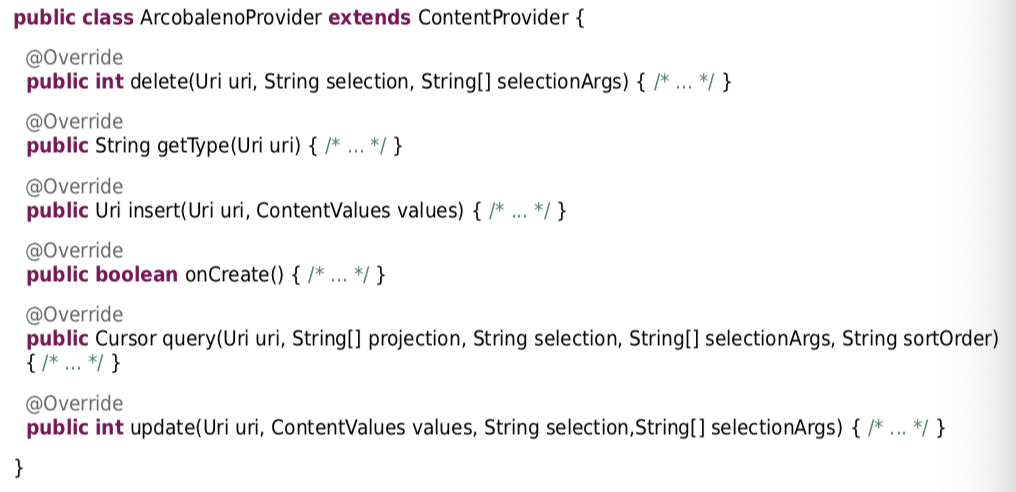 public class ArcobalenoProvider extends ContentProvider {
@Override
public int delete(Uri uri, String selection, String[] selectionArgs) { /* ... */ }
@Override
public String getType(Uri uri) { /* ... */ }
@Override
public Uri insert(Uri uri, ContentValues values) { /* ... */ }
@Override
public boolean onCreate() { /* ... */ }
@Override
public Cursor query(Uri uri, String[] projection, String selection, String[] selectionArgs, String sortOrder)
{ /* ... */ }
@Override
public int update(Uri uri, ContentValues values, String selection,String[] selectionArgs) { /* ... */ }
}